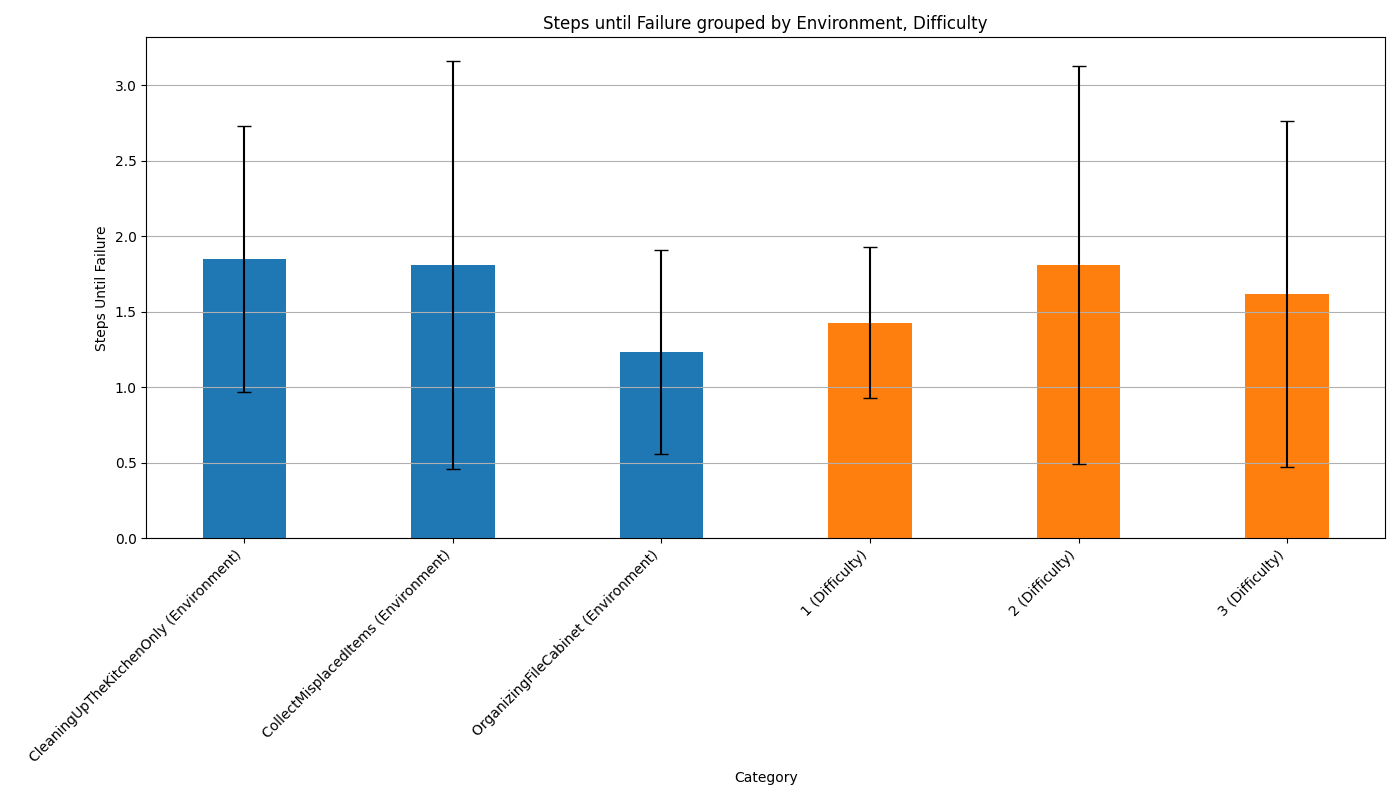 Steps until Failure grouped by Environment, Difficulty
Steps Until Failure
3.0
2.5
2.0
1.5
1.0
0.5
0.0
CleaningUpTheKitchenOnly (Environment)
CollectMisplacedItems (Environment)
OrganizingFileCabinet (Environment)
1 (Difficulty)
2 (Difficulty)
3 (Difficulty)
Category